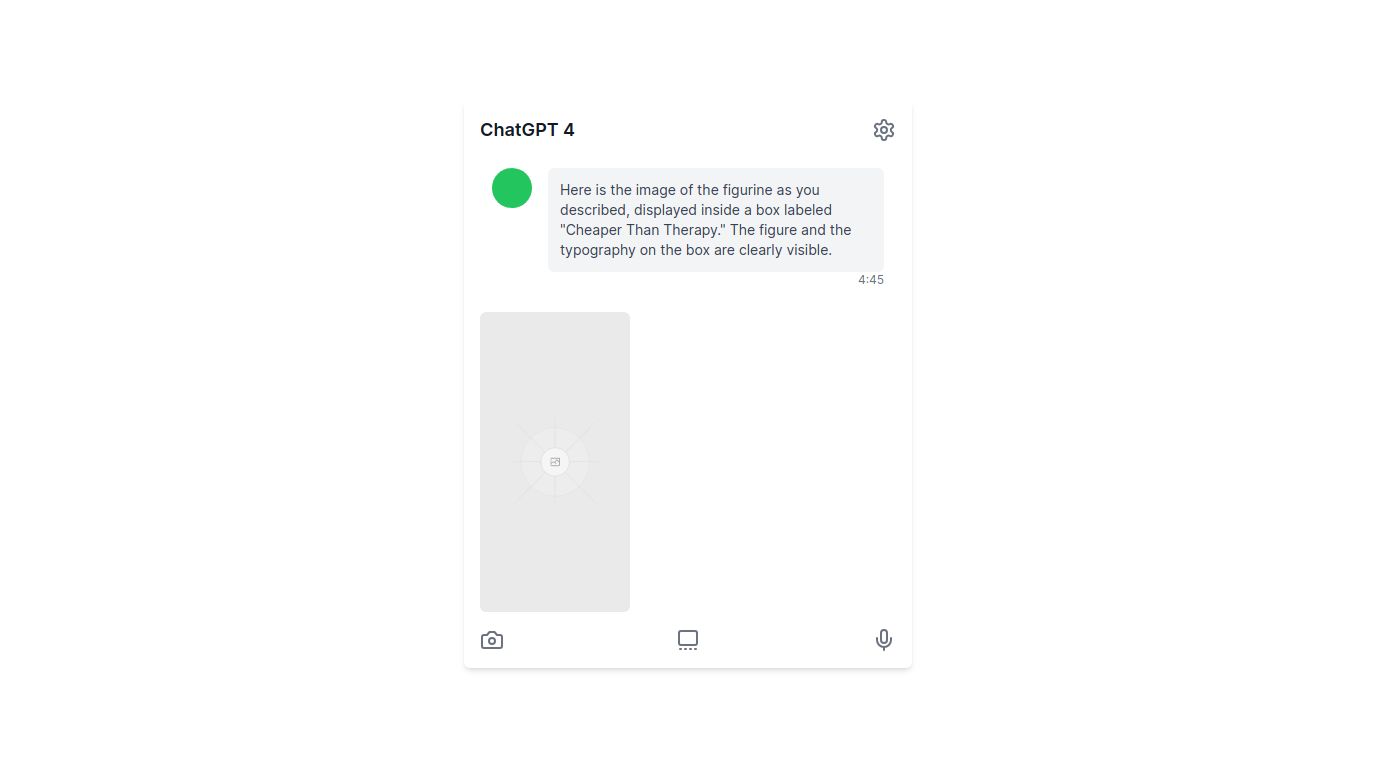 ChatGPT 4
Here is the image of the figurine as you
described, displayed inside a box labeled
"Cheaper Than Therapy." The figure and the
typography on the box are clearly visible.
4:45